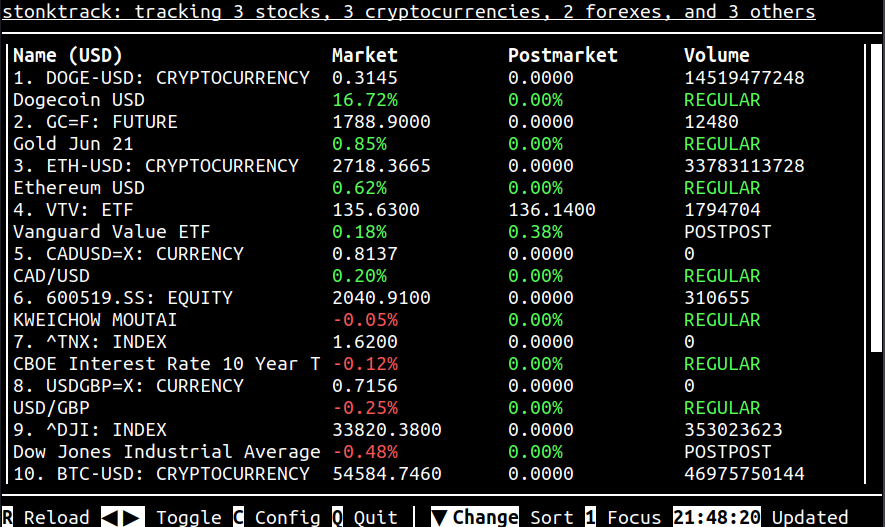 stonktrack: tracking 3 stocks, 3 cryptocurrencies, 2 forexes, and 3 others
Name (USD) Market Postmarket Volume
1. DOGE-USD: CRYPTOCURRENCY 0.3145 0.0000 14519477248
Dogecoin USD 16.72% 0.00% REGULAR
2. GC=F: FUTURE 1788.9000 0.0000 12480
Gold Jun 21 0.85% 0.00% REGULAR
3. ETH-USD: CRYPTOCURRENCY 2718.3665 0.0000 33783113728
Ethereum USD 0.62% 0.00% REGULAR
4. VTV: ETF 135.6300 136.1400 1794704
Vanguard Value ETF 0.18% 0.38% POSTPOST
5. CADUSD=X: CURRENCY 0.8137 0.0000 0
CAD/USD 0.20% 0.00% REGULAR
6. 600519.SS: EQUITY 2040.9100 0.0000 310655
KWEICHOW MOUTAI -0.05% 0.00% REGULAR
7. ^TNX: INDEX 1.6200 0.0000 0
CBOE Interest Rate 10 Year T -0.12% 0.00% REGULAR
8. USDGBP=X: CURRENCY 0.7156 0.0000 0
USD/GBP -0.25% 0.00% REGULAR
9. ^DJI: INDEX 33820.3800 0.0000 353023623
Dow Jones Industrial Average -0.48% 0.00% POSTPOST
10. BTC-USD: CRYPTOCURRENCY 54584.7460 0.0000 46975750144
R Reload ◀▶ Toggle C Config Q Quit | ▼Change Sort 1 Focus 21:48:20 Updated